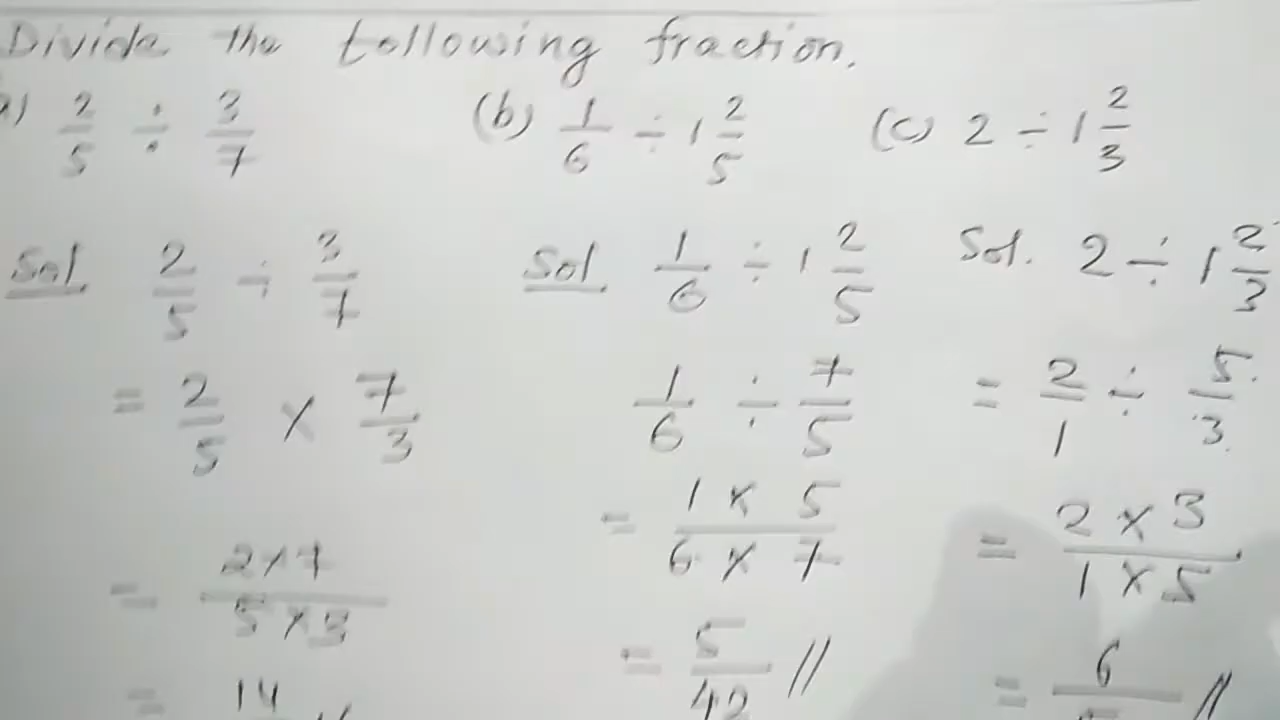 Divide the following fraction.
a) 2/5 ÷ 3/7 (b) 1/6 ÷ 1 2/5 (c) 2 ÷ 1 2/3
Sol. 2/5 ÷ 3/7
= 2/5 × 7/3
= 2×7/5×3
= 14
Sol. 1/6 ÷ 1 2/5
1/6 ÷ 7/5
= 1 × 5/6 × 7
= 5/42 //
Sol. 2 ÷ 1 2/3
= 2/1 ÷ 5/3
= 2 × 3/1 × 5
= 6 //